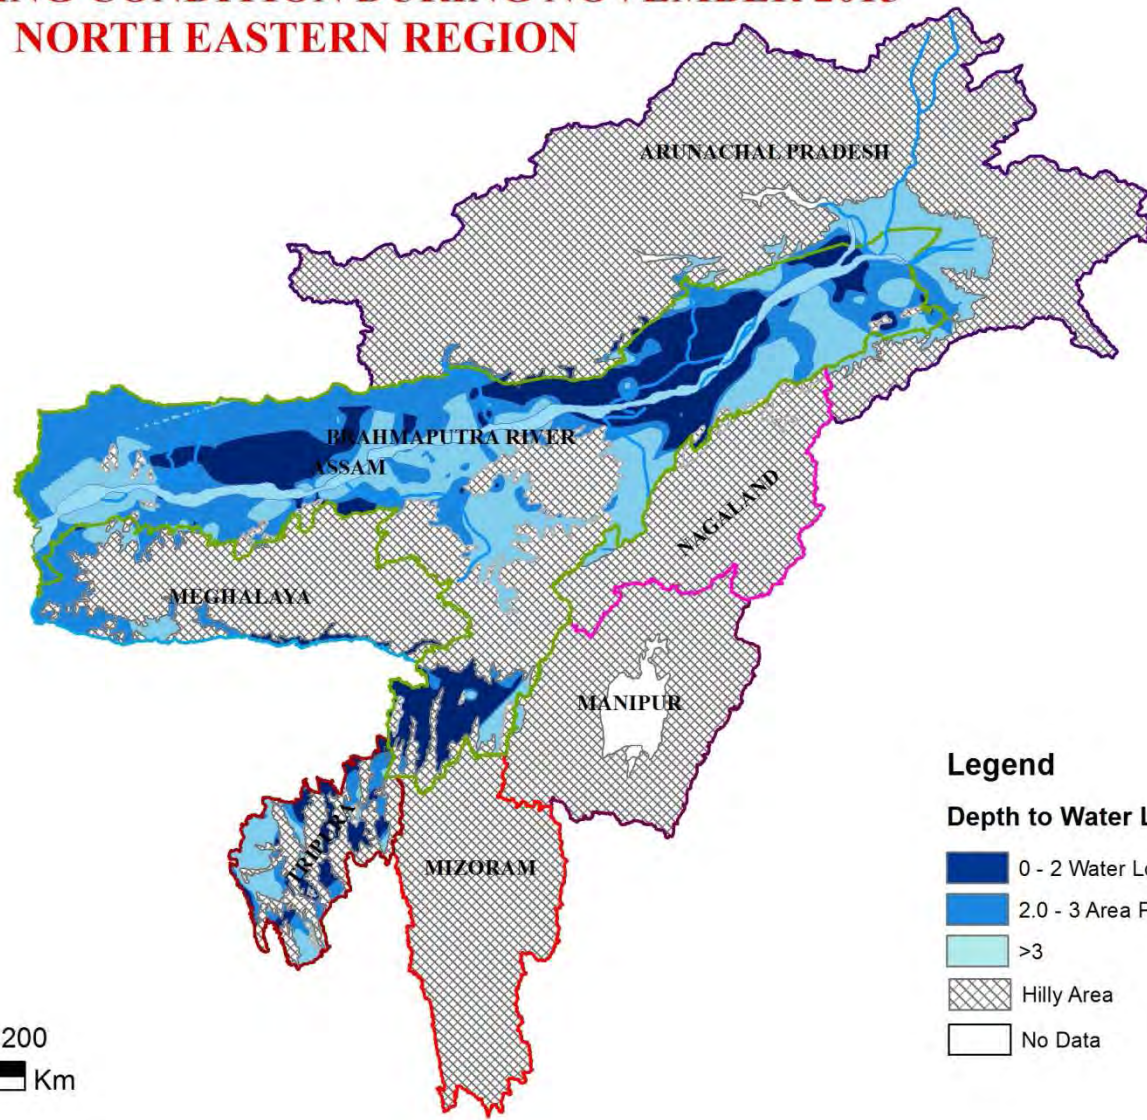 NORTH EASTERN REGION
ARUNACHAL PRADESH
BRAHMAPUTRA RIVER
ASSAM
NAGALAND
MEGHALAYA
MANIPUR
TRIPURA
MIZORAM
Legend
Depth to Water
0 - 2 Water
2.0 - 3 Area
>3
Hilly Area
No Data
200
Km